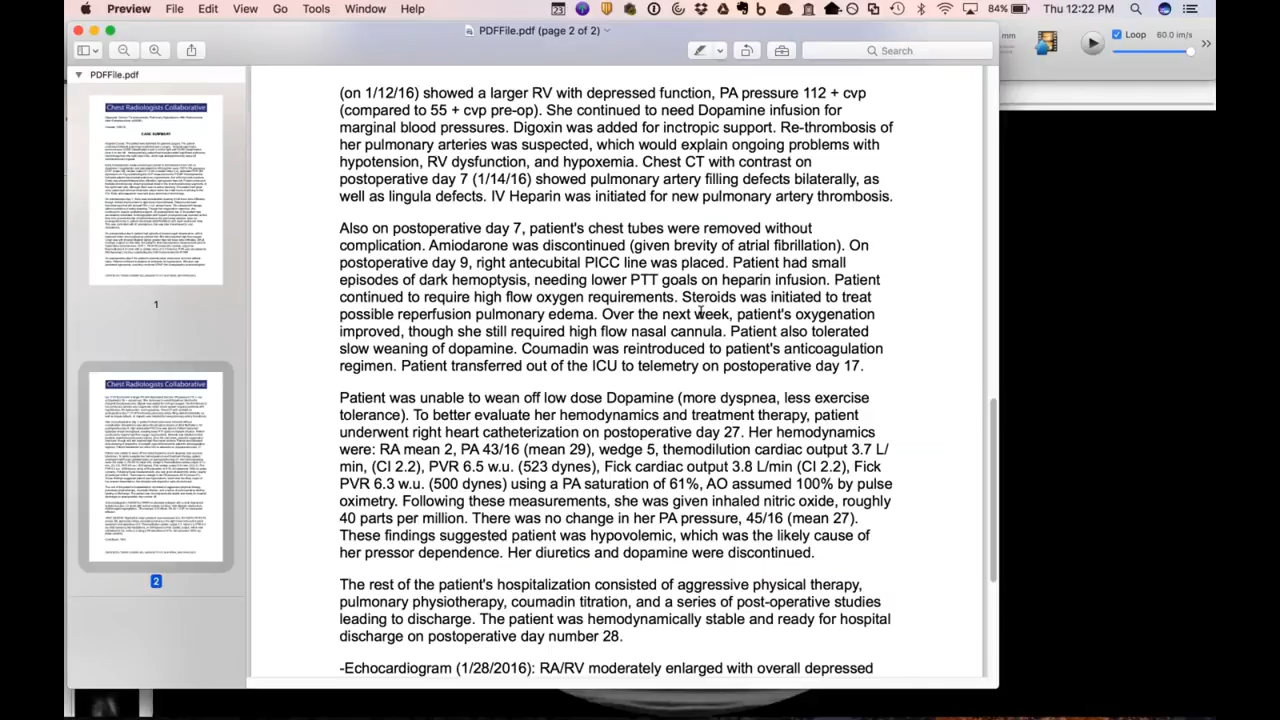 Preview File Edit View Go Tools Window Help 23 84% Thu 12:22 PM
PDFFile.pdf (page 2 of 2)
Search
mm
Loop
60.0 im/s
PDFFile.pdf
Chest Radiologists Collaborative
CASE SUMMARY
1
Chest Radiologists Collaborative
2
(on 1/12/16) showed a larger RV with depressed function, PA pressure 112 + cvp
(compared to 55 + cvp pre-op). She continued to need Dopamine infusion for
marginal blood pressures. Digoxin was added for inotropic support. Re-thrombosis of
her pulmonary arteries was suspected, which would explain ongoing problems with
hypotension, RV dysfunction, and hypoxemia. Chest CT with contrast on
postoperative day 7 (1/14/16) showed pulmonary artery filling defects bilaterally as
well as lingula defects. IV Heparin was initiated for new pulmonary artery thrombosis.
Also on postoperative day 7, patient's chest tubes were removed without
complication. Amiodarone was discontinued (given brevity of atrial fibrillation). On
postoperative day 8, right antecubital PICC line was placed. Patient had several
episodes of dark hemoptysis, needing lower PTT goals on heparin infusion. Patient
continued to require high flow oxygen requirements. Steroids was initiated to treat
possible reperfusion pulmonary edema. Over the next week, patient's oxygenation
improved, though she still required high flow nasal cannula. Patient also tolerated
slow weaning of dopamine. Coumadin was reintroduced to patient's anticoagulation
regimen. Patient transferred out of the ICU to telemetry on postoperative day 17.
Patient was unable to come off dopamine (more dyspnea, less exercise
tolerance). To further evaluate her hemodynamics and treatment therapy, patient
underwent right heart catheterization on postoperative day 27. Her hemodynamics
were: mean RA 3, PA 50/18 (mean 30), wedge 5, hemodilution cardiac output 3.7 L/
min, (CI 2.2), PVR 6.5 w.u. (525 dynes), Fick cardiac output 3.9 L/min (CI 2.2), Fick
PVR 6.3 w.u. (500 dynes) using PA saturation of 61%, AO assumed 100% by pulse
oximeter. During these measurements, she was given inhaled nitric oxide roughly
40 parts per million. There was no change in her PA pressure, 45/16 (mean 28).
These findings suggested patient was hypovolemic, which was the likely cause of
her pressor dependence. Her diuretics and dopamine were discontinued.
The rest of the patient's hospitalization consisted of aggressive physical therapy,
pulmonary physiotherapy, coumadin titration, and a series of post-operative studies
leading to discharge. The patient was hemodynamically stable and ready for hospital
discharge on postoperative day number 28.
-Echocardiogram (1/28/2016): RA/RV moderately enlarged with overall depressed